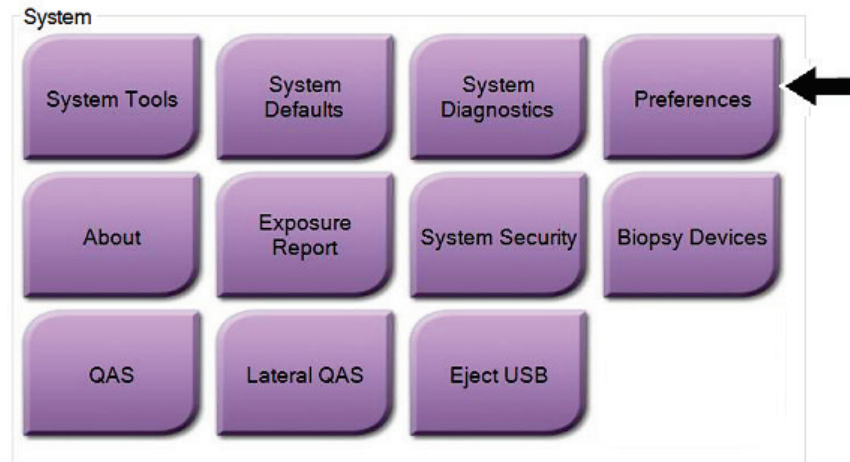 System
System Tools
System
Defaults
System
Diagnostics
Preferences
About
Exposure
Report
System Security
Biopsy Devices
QAS
Lateral QAS
Eject USB